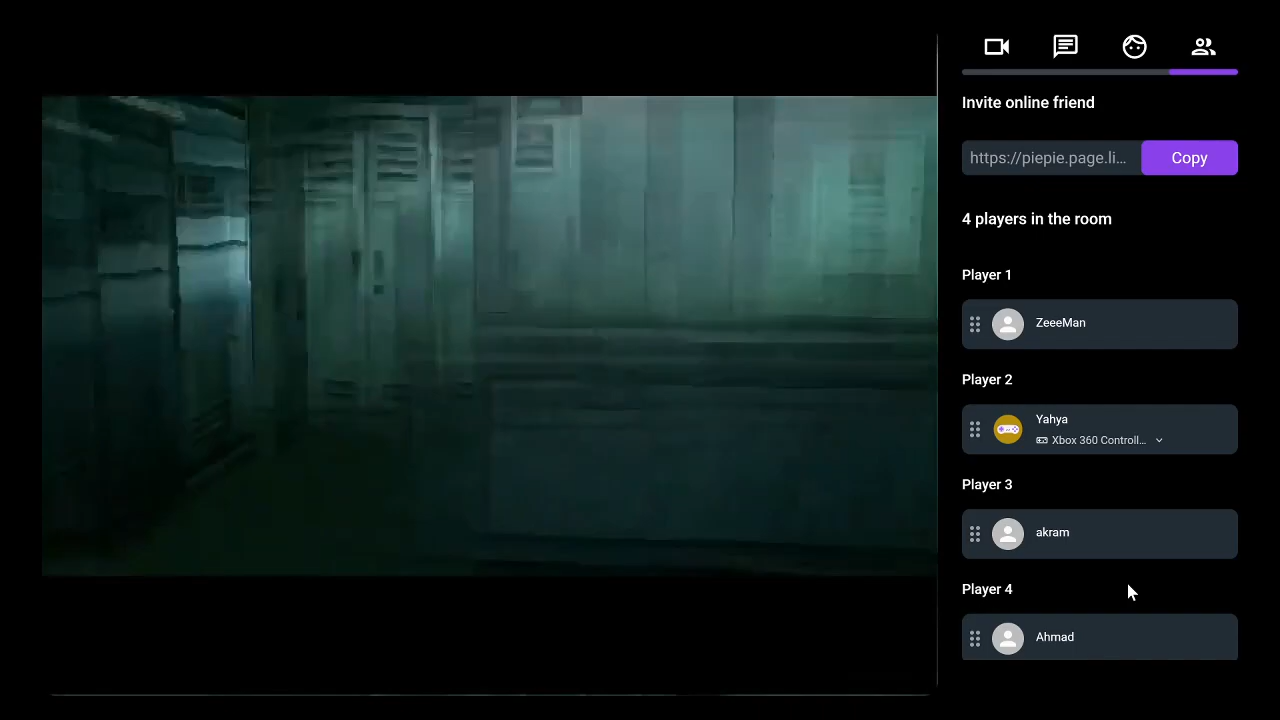 Invite online friend
https://piepie.page.li...
Copy
4 players in the room
Player 1
ZeeeMan
Player 2
Yahya
Xbox 360 Controll...
Player 3
akram
Player 4
Ahmad